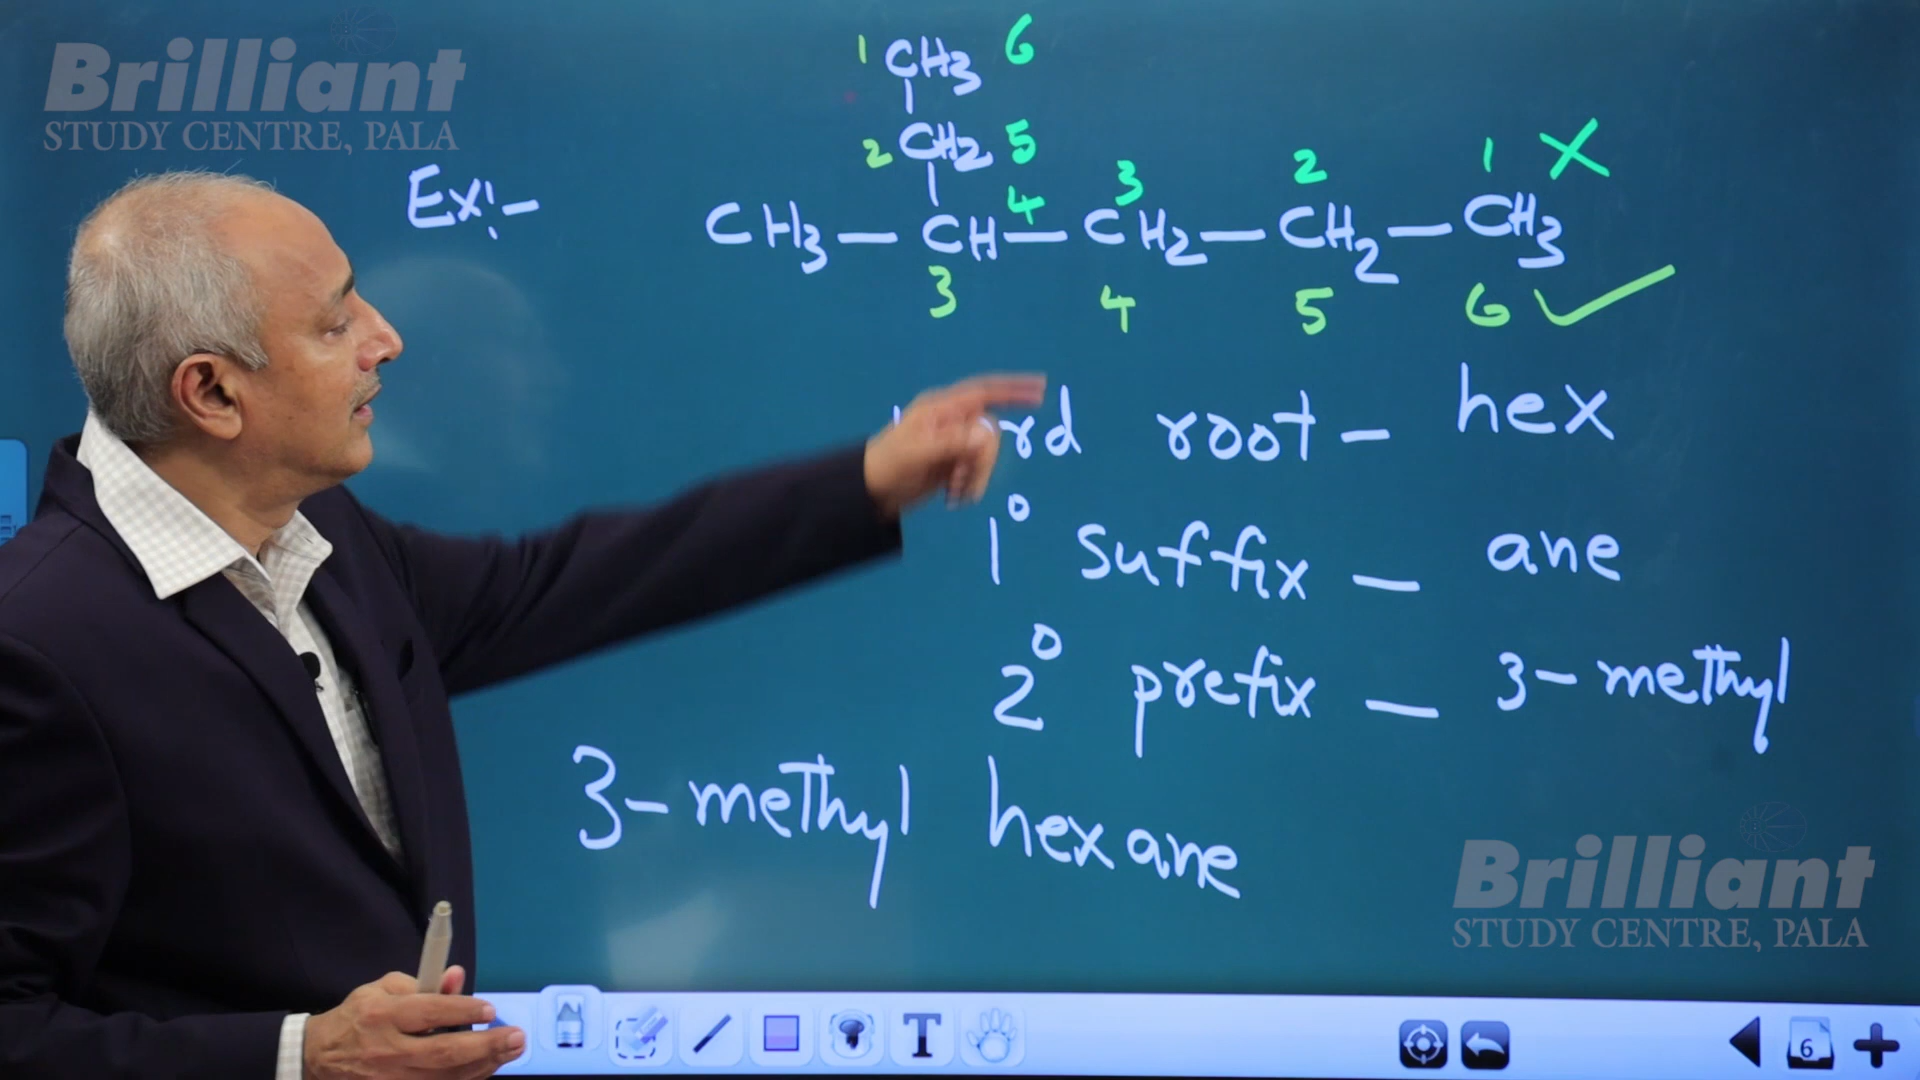 Brilliant
STUDY CENTRE, PALA
Ex:-
1 CH3 6
2 CH2 5
4 3 2 1 X
CH3 — CH — CH2 — CH2 — CH3
3 4 5 6 ✓
root - hex
1° suffix - ane
2° prefix - 3-methyl
3-methyl hexane
Brilliant
STUDY CENTRE, PALA
T
6